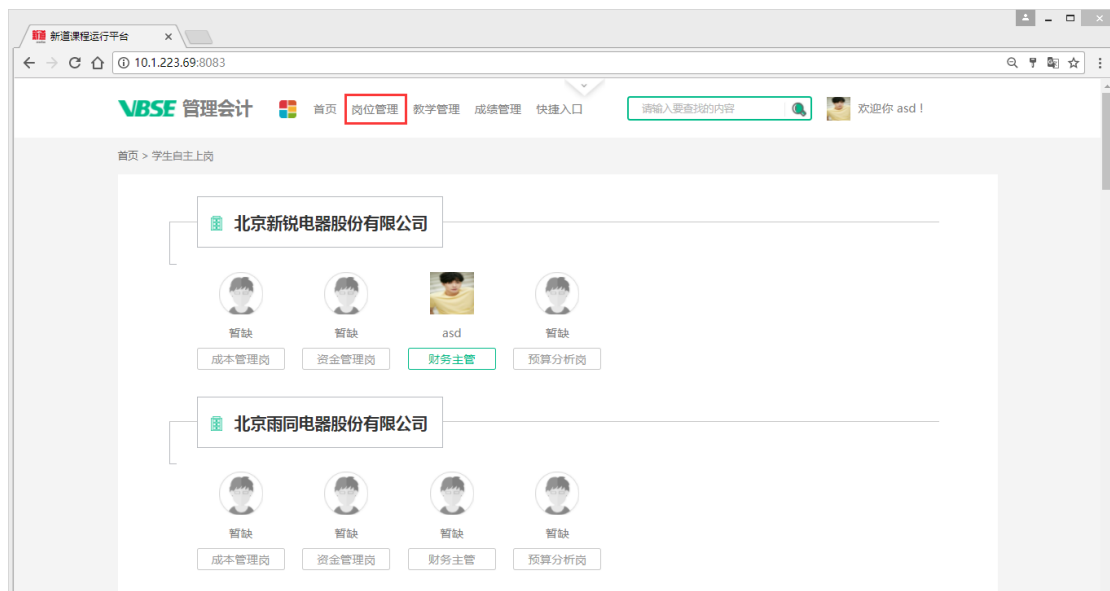 新道 新道课程运行平台
10.1.223.69:8083
VBSE 管理会计 首页 岗位管理 教学管理 成绩管理 快捷入口 请输入要查找的内容 欢迎你 asd !
首页 > 学生自主上岗
北京新锐电器股份有限公司
暂缺 暂缺 asd 暂缺
成本管理岗 资金管理岗 财务主管 预算分析岗
北京雨同电器股份有限公司
暂缺 暂缺 暂缺 暂缺
成本管理岗 资金管理岗 财务主管 预算分析岗